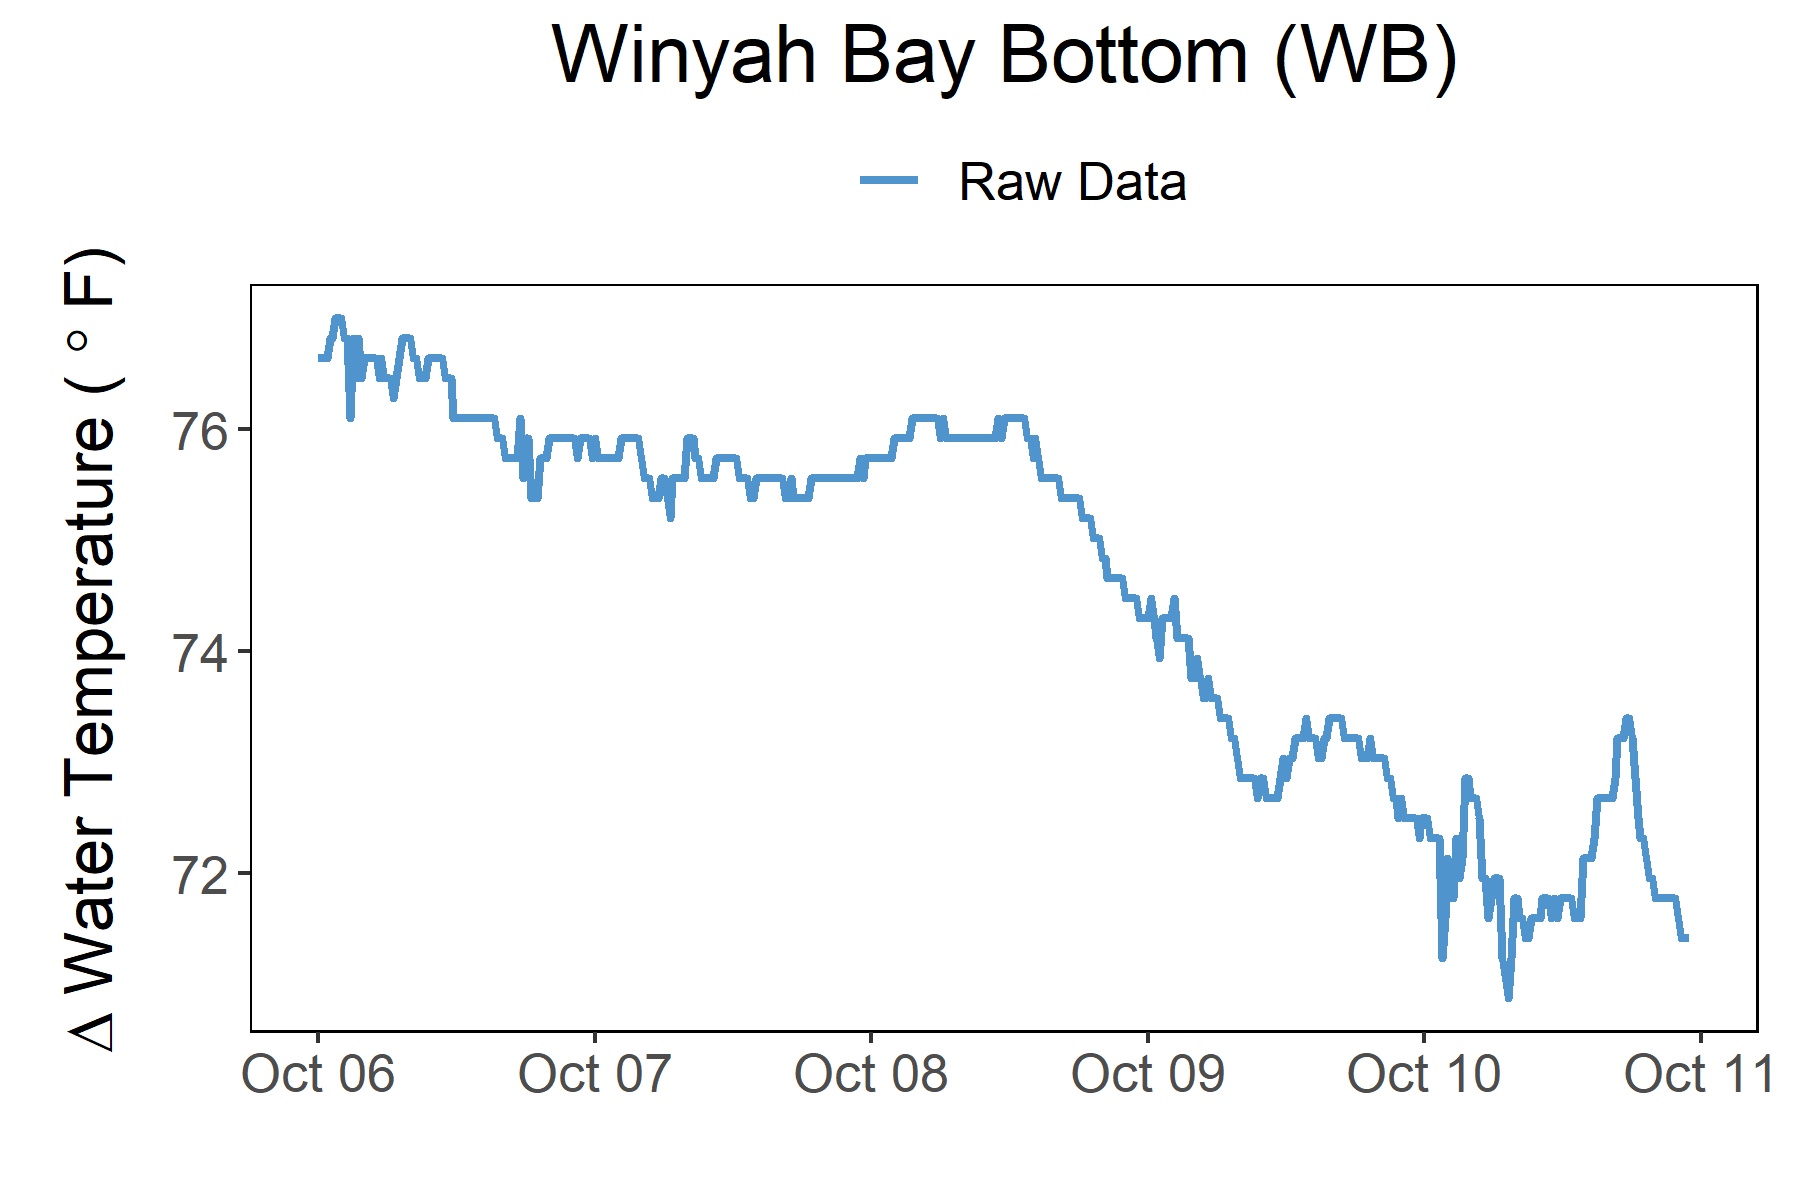 Winyah Bay Bottom (WB)
Raw Data
Δ Water Temperature ( ° F)
76
74
72
Oct 06
Oct 07
Oct 08
Oct 09
Oct 10
Oct 11